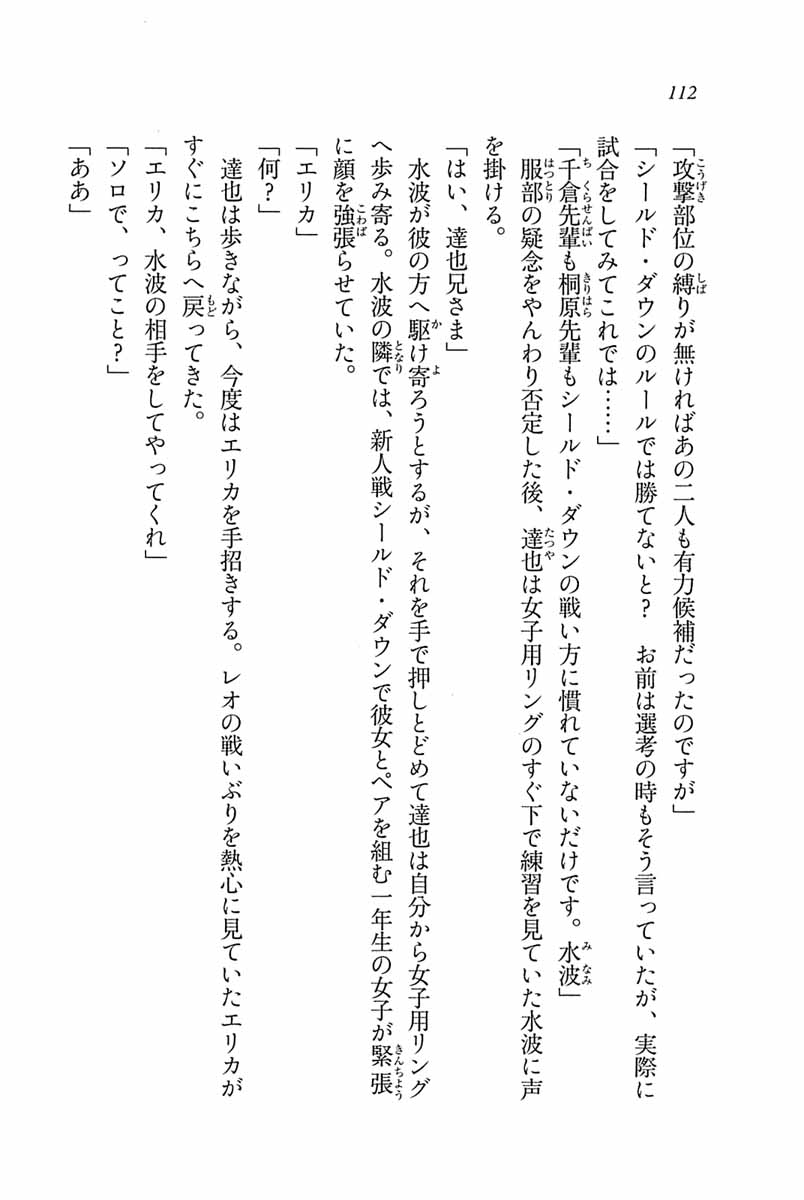 112
「攻撃部位の縛りが無ければあの二人も有力候補だったのですが」
「シールド・ダウンのルールでは勝てないと？　お前は選考の時もそう言っていたが、実際に
試合をしてみてこれでは……」
「千倉先輩も桐原先輩もシールド・ダウンの戦い方に慣れていないだけです。水波」
　服部の疑念をやんわり否定した後、達也は女子用リングのすぐ下で練習を見ていた水波に声
を掛ける。
「はい、達也兄さま」
　水波が彼の方へ駆け寄ろうとするが、それを手で押しとどめて達也は自分から女子用リング
へ歩み寄る。水波の隣では、新人戦シールド・ダウンで彼女とペアを組む一年生の女子が緊張
に顔を強張らせていた。
「エリカ」
「何？」
　達也は歩きながら、今度はエリカを手招きする。レオの戦いぶりを熱心に見ていたエリカが
すぐにこちらへ戻ってきた。
「エリカ、水波の相手をしてやってくれ」
「ソロで、ってこと？」
「ああ」